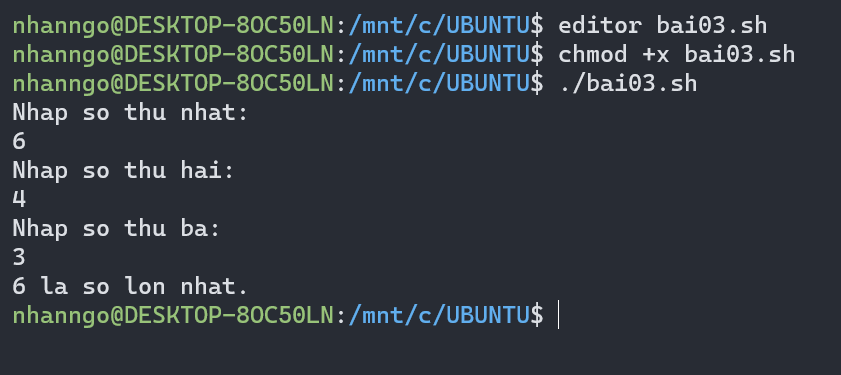 nhanngo@DESKTOP-8OC50LN:/mnt/c/UBUNTU$ editor bai03.sh
nhanngo@DESKTOP-8OC50LN:/mnt/c/UBUNTU$ chmod +x bai03.sh
nhanngo@DESKTOP-8OC50LN:/mnt/c/UBUNTU$ ./bai03.sh
Nhap so thu nhat:
6
Nhap so thu hai:
4
Nhap so thu ba:
3
6 la so lon nhat.
nhanngo@DESKTOP-8OC50LN:/mnt/c/UBUNTU$